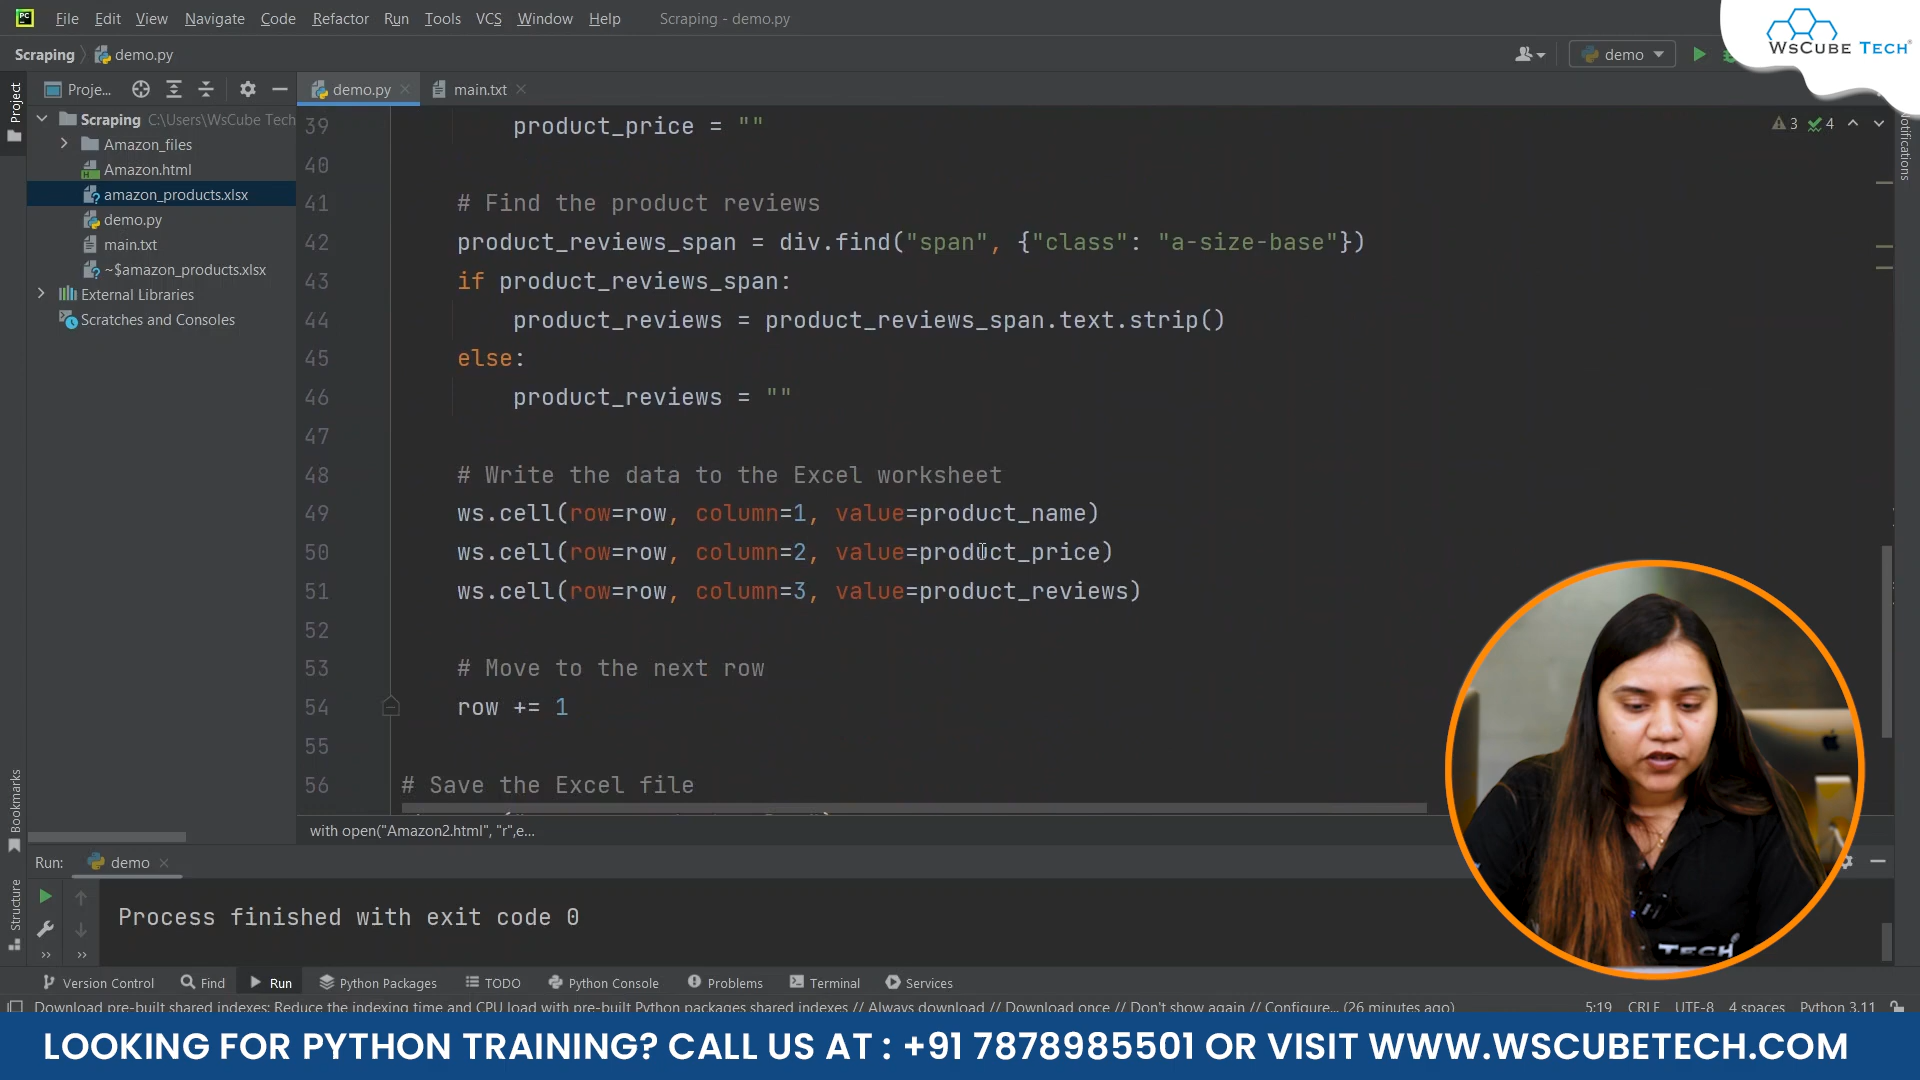 PC File Edit View Navigate Code Refactor Run Tools VCS Window Help Scraping - demo.py
WsCube Tech
Scraping demo.py demo
Project Proje... demo.py main.txt
Scraping C:\Users\WsCube Tech
Amazon_files
Amazon.html
amazon_products.xlsx
demo.py
main.txt
~$amazon_products.xlsx
External Libraries
Scratches and Consoles
3 4
Notifications
39 product_price = ""
40
41 # Find the product reviews
42 product_reviews_span = div.find("span", {"class": "a-size-base"})
43 if product_reviews_span:
44 product_reviews = product_reviews_span.text.strip()
45 else:
46 product_reviews = ""
47
48 # Write the data to the Excel worksheet
49 ws.cell(row=row, column=1, value=product_name)
50 ws.cell(row=row, column=2, value=product_price)
51 ws.cell(row=row, column=3, value=product_reviews)
52
53 # Move to the next row
54 row += 1
55
56 # Save the Excel file
with open("Amazon2.html", "r",e...
Bookmarks
Structure
Run: demo
Process finished with exit code 0
TECH
Version Control Find Run Python Packages TODO Python Console Problems Terminal Services
Download pre-built shared indexes: Reduce the indexing time and CPU load with pre-built Python packages shared indexes // Always download // Download once // Don't show again // Configure... (26 minutes ago) 5:19 CRLF UTF-8 4 spaces Python 3.11
LOOKING FOR PYTHON TRAINING? CALL US AT : +91 7878985501 OR VISIT WWW.WSCUBETECH.COM